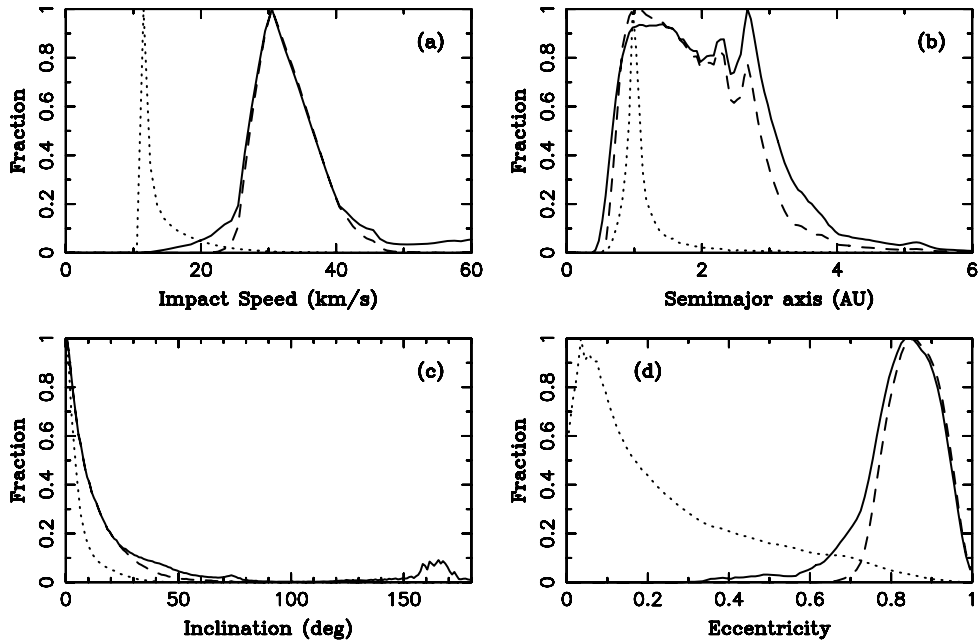 (a)
Fraction
0 0.2 0.4 0.6 0.8 1
0 20 40 60
Impact Speed (km/s)
(b)
Fraction
0 0.2 0.4 0.6 0.8 1
0 2 4 6
Semimajor axis (AU)
(c)
Fraction
0 0.2 0.4 0.6 0.8 1
0 50 100 150
Inclination (deg)
(d)
Fraction
0 0.2 0.4 0.6 0.8 1
0 0.2 0.4 0.6 0.8 1
Eccentricity